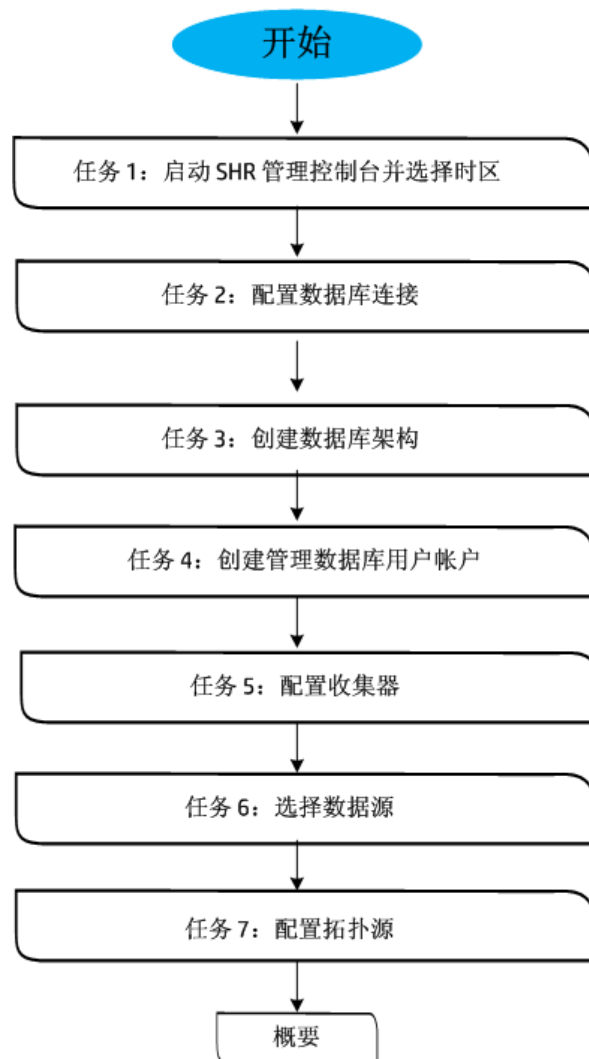 开始
任务 1：启动 SHR 管理控制台并选择时区
任务 2：配置数据库连接
任务 3：创建数据库架构
任务 4：创建管理数据库用户帐户
任务 5：配置收集器
任务 6：选择数据源
任务 7：配置拓扑源
概要